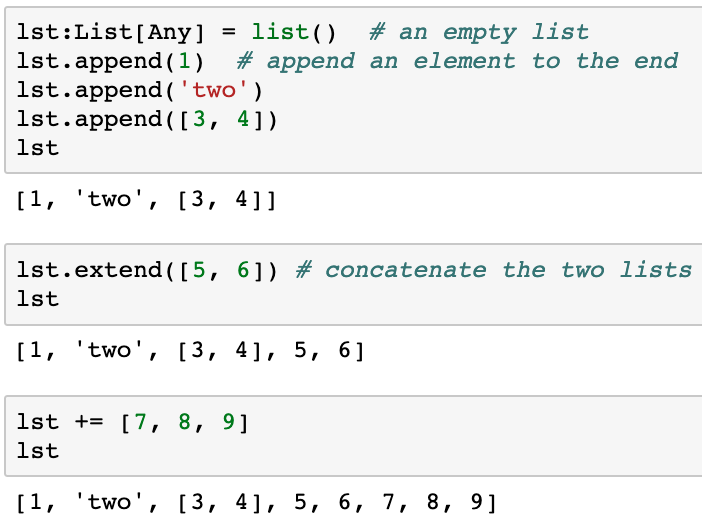 lst:List[Any] = list()  # an empty list
lst.append(1)  # append an element to the end
lst.append('two')
lst.append([3, 4])
lst
[1, 'two', [3, 4]]
lst.extend([5, 6]) # concatenate the two lists
lst
[1, 'two', [3, 4], 5, 6]
lst += [7, 8, 9]
lst
[1, 'two', [3, 4], 5, 6, 7, 8, 9]